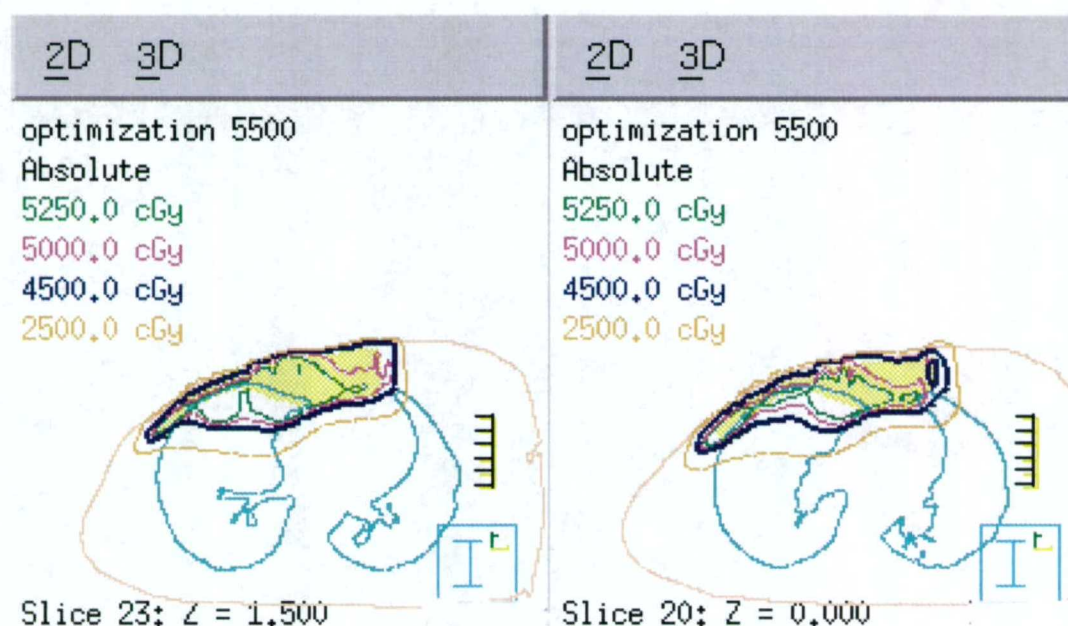 2D 3D
optimization 5500
Absolute
5250.0 cGy
5000.0 cGy
4500.0 cGy
2500.0 cGy
Slice 23: Z = 1.500
2D 3D
optimization 5500
Absolute
5250.0 cGy
5000.0 cGy
4500.0 cGy
2500.0 cGy
Slice 20: Z = 0.000